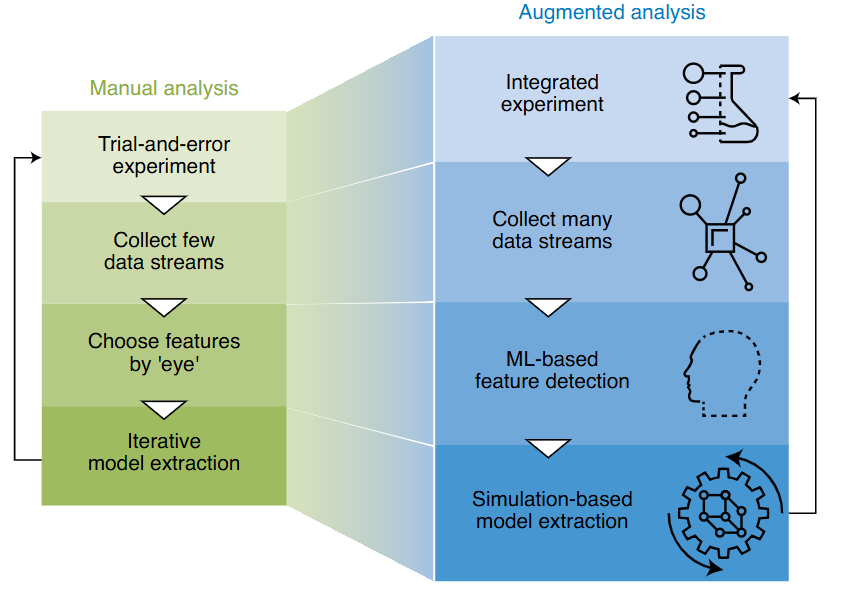 Augmented analysis
Manual analysis
Trial-and-error
experiment
Collect few
data streams
Choose features
by 'eye'
Iterative
model extraction
Integrated
experiment
Collect many
data streams
ML-based
feature detection
Simulation-based
model extraction